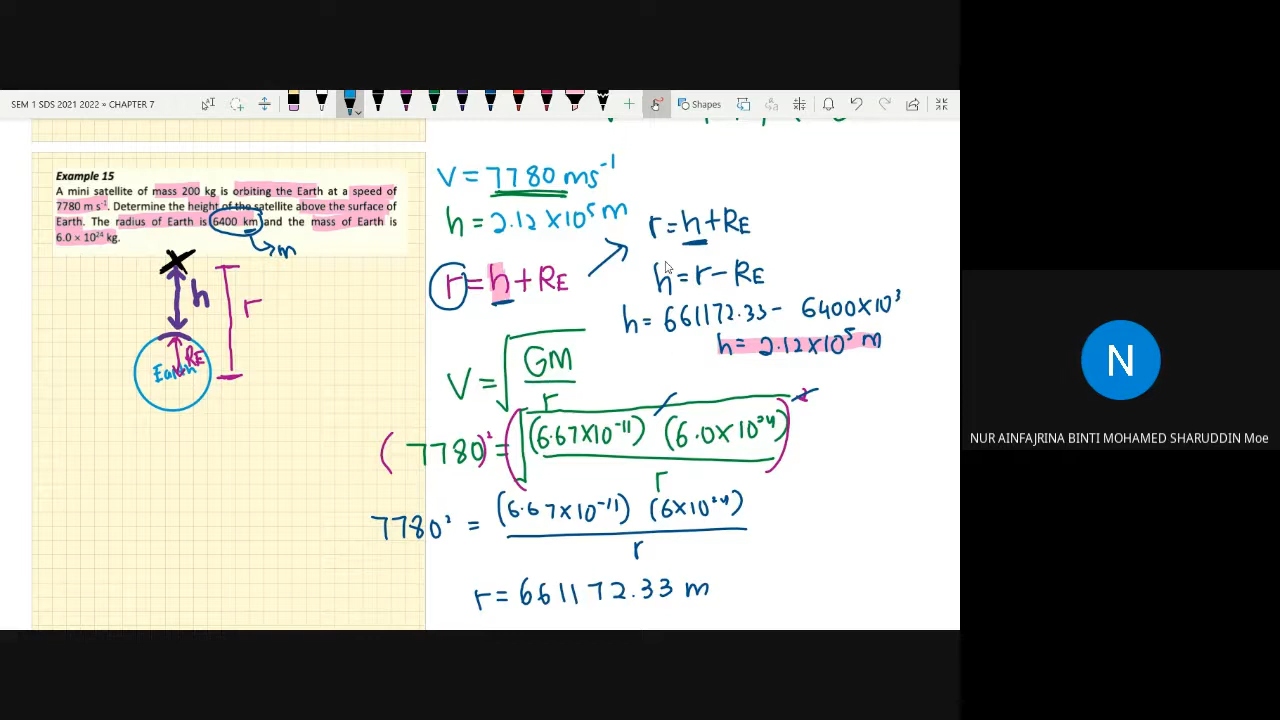 SEM 1 SDS 2021 2022 » CHAPTER 7
Shapes
Example 15
A mini satellite of mass 200 kg is orbiting the Earth at a speed of
7780 m s⁻¹. Determine the height of the satellite above the surface of
Earth. The radius of Earth is 6400 km and the mass of Earth is
6.0 × 10²⁴ kg.
→ m
h
r
RE
Earth
V = 7780 ms⁻¹
h = 2.12 ×10⁵ m
r = h + RE
r = h + RE
h = r − RE
h = 661172.33 − 6400×10³
h = 2.12×10⁵ m
V = √(GM/r)
(7780)² = (√((6.67×10⁻¹¹) (6.0×10²⁴)/r))²
7780² = (6.67×10⁻¹¹) (6×10²⁴)/r
r = 661172.33 m
N
NUR AINFAJRINA BINTI MOHAMED SHARUDDIN Moe